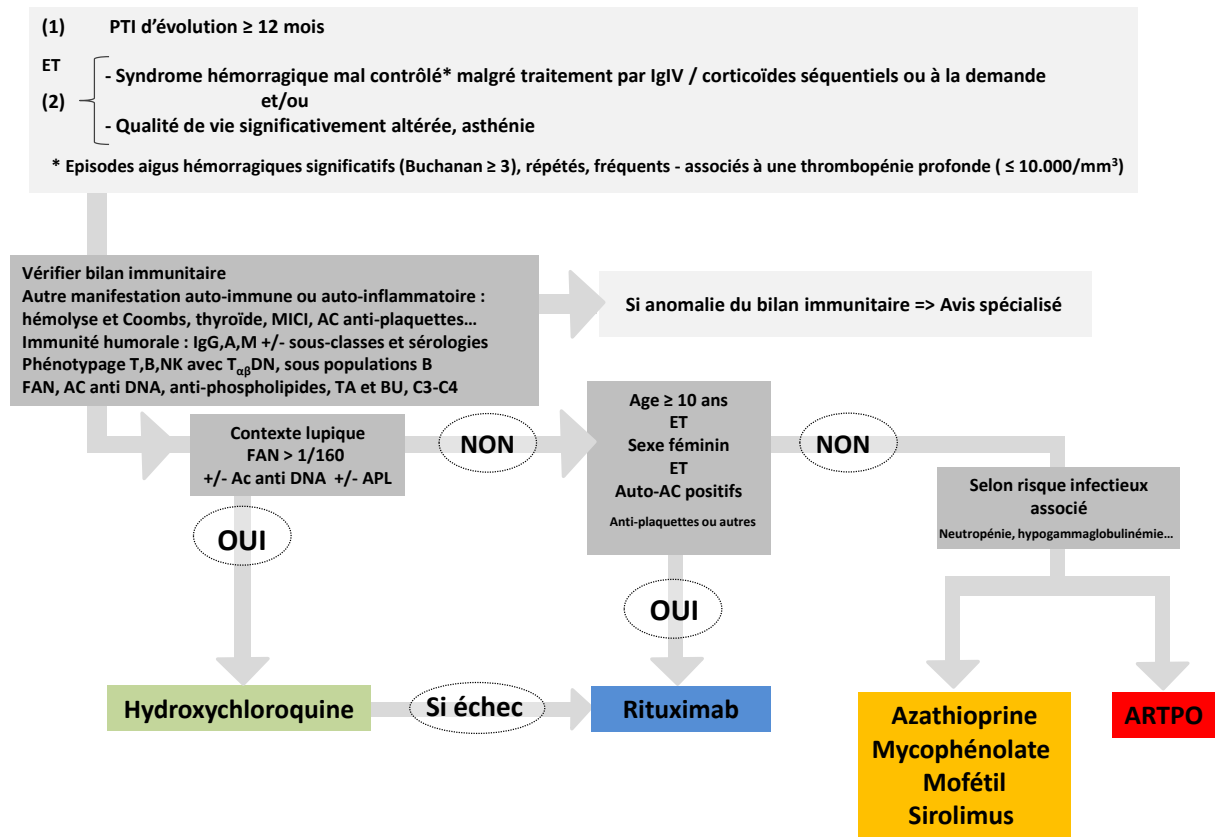 (1) PTI d'évolution ≥ 12 mois
ET
(2)
- Syndrome hémorragique mal contrôlé* malgré traitement par IgIV / corticoïdes séquentiels ou à la demande
et/ou
- Qualité de vie significativement altérée, asthénie
* Episodes aigus hémorragiques significatifs (Buchanan ≥ 3), répétés, fréquents - associés à une thrombopénie profonde ( ≤ 10.000/mm³)
Vérifier bilan immunitaire
Autre manifestation auto-immune ou auto-inflammatoire :
hémolyse et Coombs, thyroïde, MICI, AC anti-plaquettes...
Immunité humorale : IgG,A,M +/- sous-classes et sérologies
Phénotypage T,B,NK avec TαβDN, sous populations B
FAN, AC anti DNA, anti-phospholipides, TA et BU, C3-C4
Si anomalie du bilan immunitaire => Avis spécialisé
Contexte lupique
FAN > 1/160
+/- Ac anti DNA +/- APL
NON
Age ≥ 10 ans
ET
Sexe féminin
ET
Auto-AC positifs
Anti-plaquettes ou autres
NON
Selon risque infectieux
associé
Neutropénie, hypogammaglobulinémie...
OUI
OUI
Hydroxychloroquine
Si échec
Rituximab
Azathioprine
Mycophénolate
Mofétil
Sirolimus
ARTPO